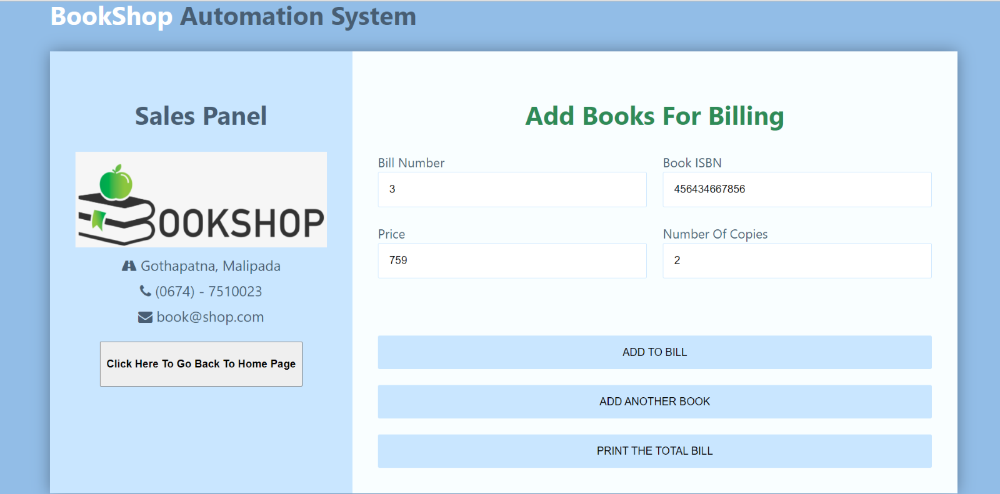 BookShop Automation System
Sales Panel
BOOKSHOP
Gothapatna, Malipada
(0674) - 7510023
book@shop.com
Click Here To Go Back To Home Page
Add Books For Billing
Bill Number
3
Book ISBN
456434667856
Price
759
Number Of Copies
2
ADD TO BILL
ADD ANOTHER BOOK
PRINT THE TOTAL BILL